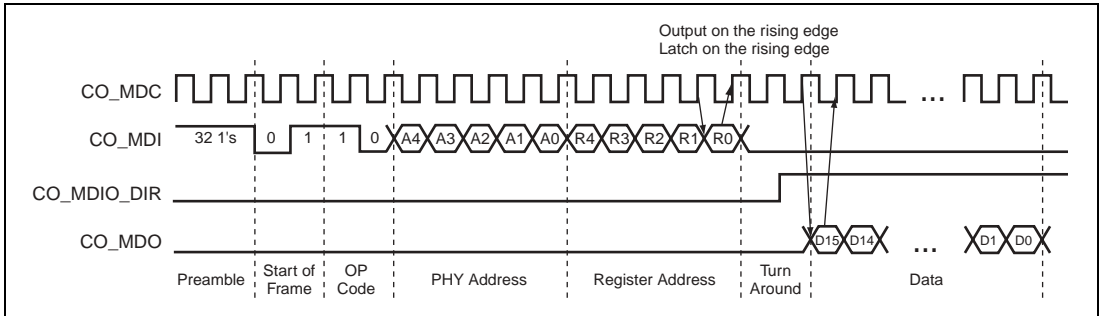 Output on the rising edge
Latch on the rising edge
CO_MDC
...
CO_MDI
32 1's 0 1 1 0 A4 A3 A2 A1 A0 R4 R3 R2 R1 R0
CO_MDIO_DIR
CO_MDO
D15 D14 ... D1 D0
Preamble
Start of
Frame
OP
Code
PHY Address
Register Address
Turn
Around
Data